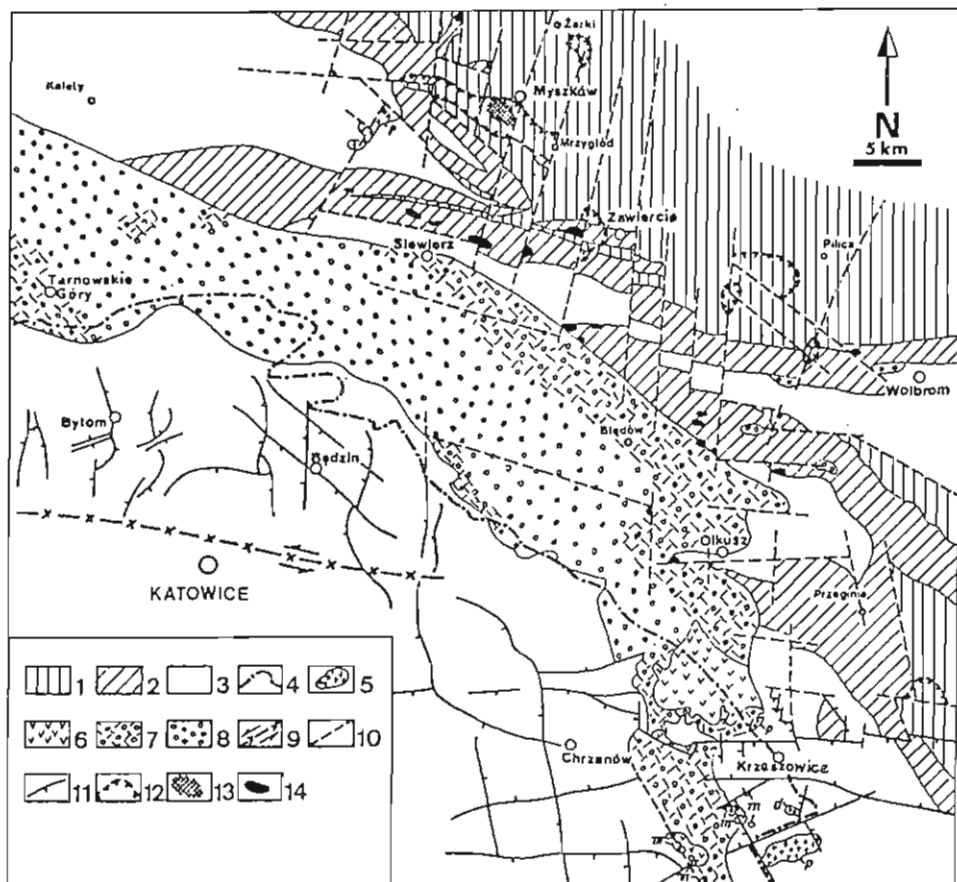 Żarki
Kalety
Myszków
N
5 km
Mrzygłód
Zawiercie
Pilica
Siewierz
Tarnowskie
Góry
Wolbrom
Bytom
Błędów
Będzin
Olkusz
KATOWICE
Przeginia
1
2
3
4
5
6
7
8
9
10
Chrzanów
Krzeszowice
11
12
13
14
m
d
m
m
p
p
p